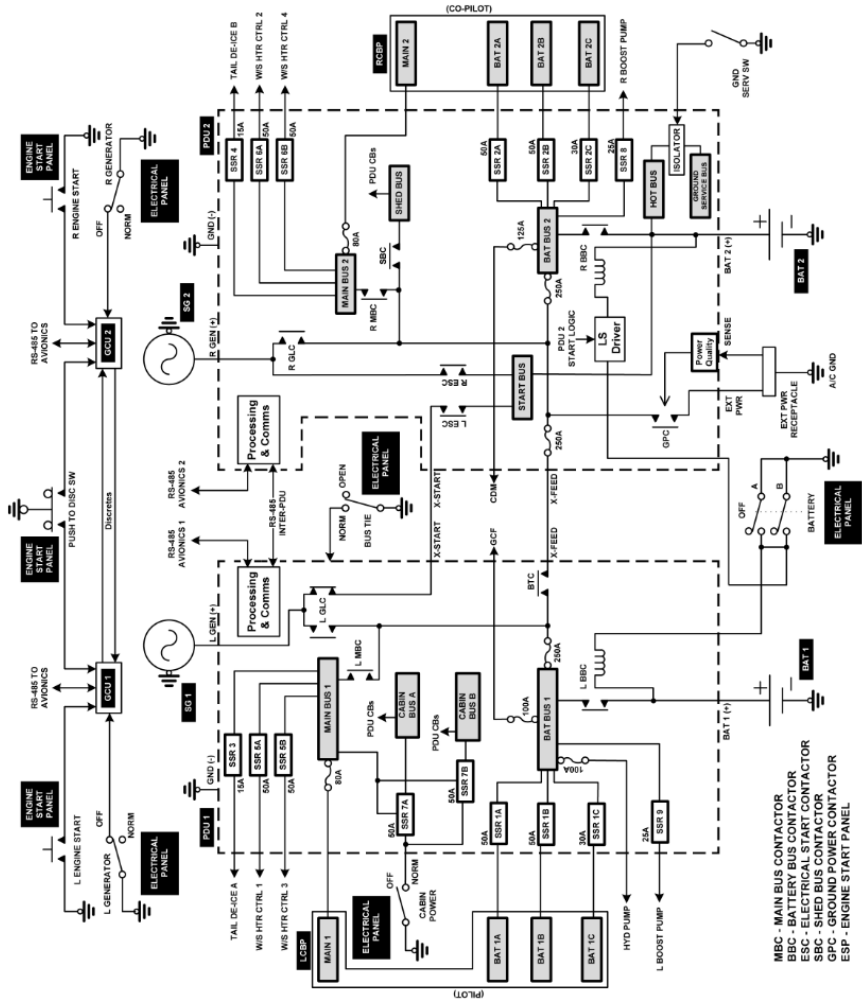 ENGINE
START
PANEL
L ENGINE START
L GENERATOR
OFF
NORM
ELECTRICAL
PANEL
RS-485 TO
AVIONICS
GCU 1
ENGINE
START
PANEL
PUSH TO DISC SW
Discretes
RS-485 TO
AVIONICS
GCU 2
R ENGINE START
OFF
NORM
R GENERATOR
ENGINE
START
PANEL
ELECTRICAL
PANEL
PDU 1
GND (-)
SG 1
L GEN (+)
RS-485
AVIONICS 1
RS-485
AVIONICS 2
Processing
& Comms
RS-485
INTER-PDU
Processing
& Comms
NORM
OPEN
BUS TIE
ELECTRICAL
PANEL
SG 2
R GEN (+)
GND (-)
PDU 2
TAIL DE-ICE A
W/S HTR CTRL 1
W/S HTR CTRL 3
SSR 3
15A
SSR 5A
50A
SSR 5B
50A
MAIN BUS 1
80A
L MBC
L GLC
X-START
X-START
L ESC
R ESC
START BUS
R GLC
R MBC
MAIN BUS 2
80A
SBC
SHED BUS
PDU CBs
SSR 4
15A
SSR 6A
50A
SSR 6B
50A
TAIL DE-ICE B
W/S HTR CTRL 2
W/S HTR CTRL 4
LCBP
MAIN 1
BAT 1A
BAT 1B
BAT 1C
(PILOT)
OFF
NORM
CABIN
POWER
ELECTRICAL
PANEL
50A
SSR 7A
50A
SSR 7B
PDU CBs
CABIN
BUS A
PDU CBs
CABIN
BUS B
GCF
100A
BAT BUS 1
250A
BTC
X-FEED
X-FEED
CDM
250A
250A
125A
BAT BUS 2
RCBP
MAIN 2
BAT 2A
BAT 2B
BAT 2C
(CO-PILOT)
50A
SSR 2A
50A
SSR 2B
30A
SSR 2C
25A
SSR 8
R BOOST PUMP
50A
SSR 1A
50A
SSR 1B
30A
SSR 1C
25A
SSR 9
100A
HYD PUMP
L BOOST PUMP
L BBC
BAT 1 (+)
BAT 1
PDU 2
START LOGIC
LS
Driver
R BBC
HOT BUS
GROUND
SERVICE BUS
ISOLATOR
GND
SERV SW
GPC
Power
Quality
SENSE
EXT
PWR
EXT PWR
RECEPTACLE
A/C GND
BAT 2 (+)
BAT 2
OFF
A
B
BATTERY
ELECTRICAL
PANEL
MBC - MAIN BUS CONTACTOR
BBC - BATTERY BUS CONTACTOR
ESC - ELECTRICAL START CONTACTOR
SBC - SHED BUS CONTACTOR
GPC - GROUND POWER CONTACTOR
ESP - ENGINE START PANEL